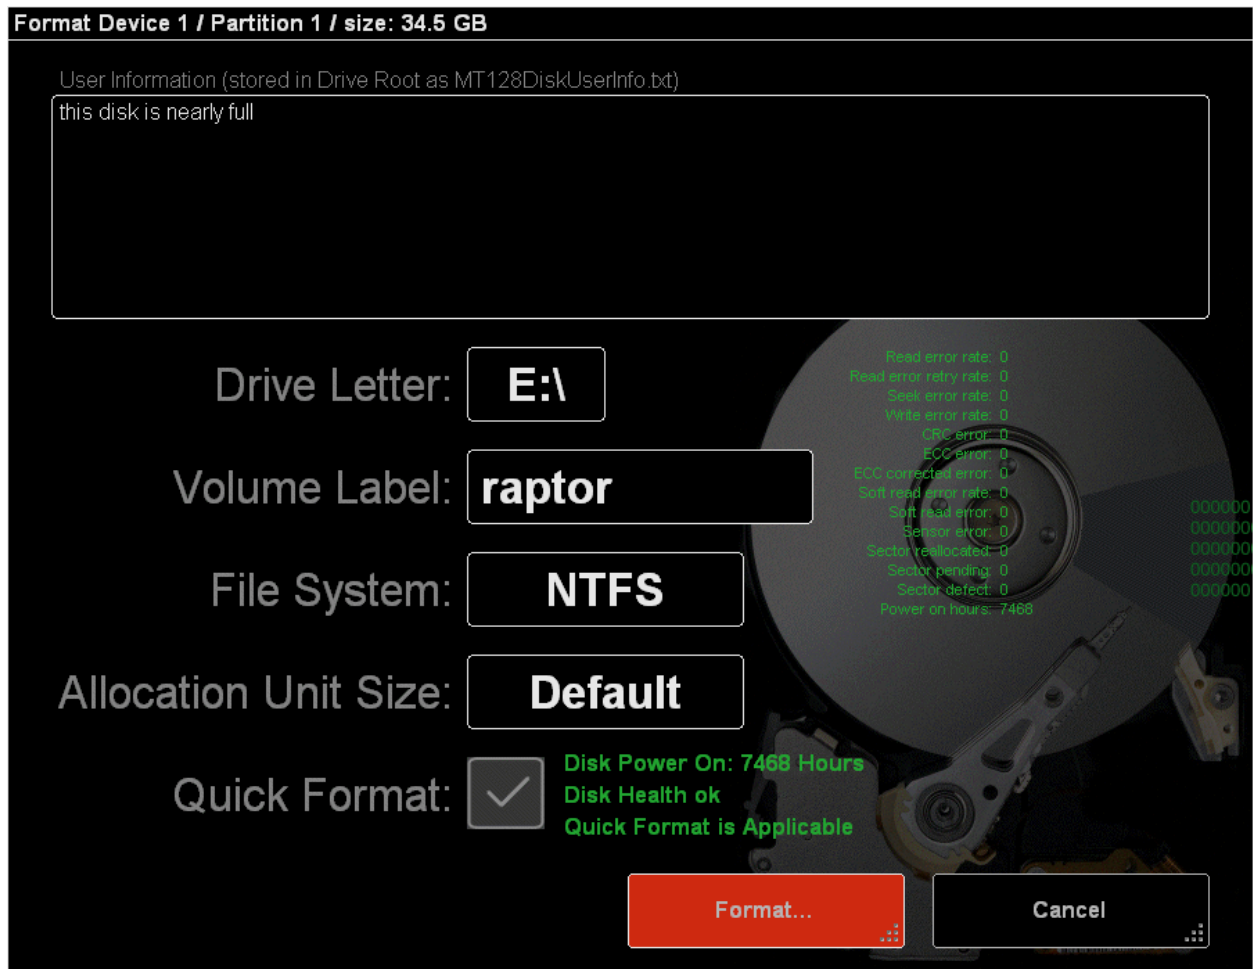 Format Device 1 / Partition 1 / size: 34.5 GB
User Information (stored in Drive Root as MT128DiskUserInfo.txt)
this disk is nearly full
Drive Letter: E:\
Volume Label: raptor
File System: NTFS
Allocation Unit Size: Default
Quick Format:
Disk Power On: 7468 Hours
Disk Health ok
Quick Format is Applicable
Read error rate: 0
Read error retry rate: 0
Seek error rate: 0
Write error rate: 0
CRC error: 0
ECC error: 0
ECC corrected error: 0
Soft read error rate: 0
Soft read error: 0
Sensor error: 0
Sector reallocated: 0
Sector pending: 0
Sector defect: 0
Power on hours: 7468
Format...
Cancel